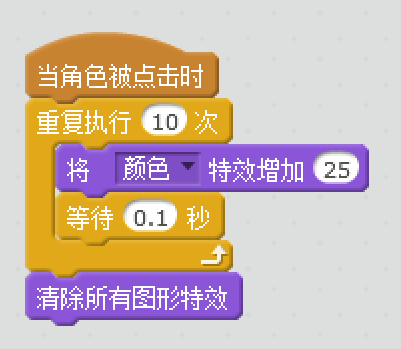 当角色被点击时
重复执行 10 次
将 颜色 特效增加 25
等待 0.1 秒
清除所有图形特效